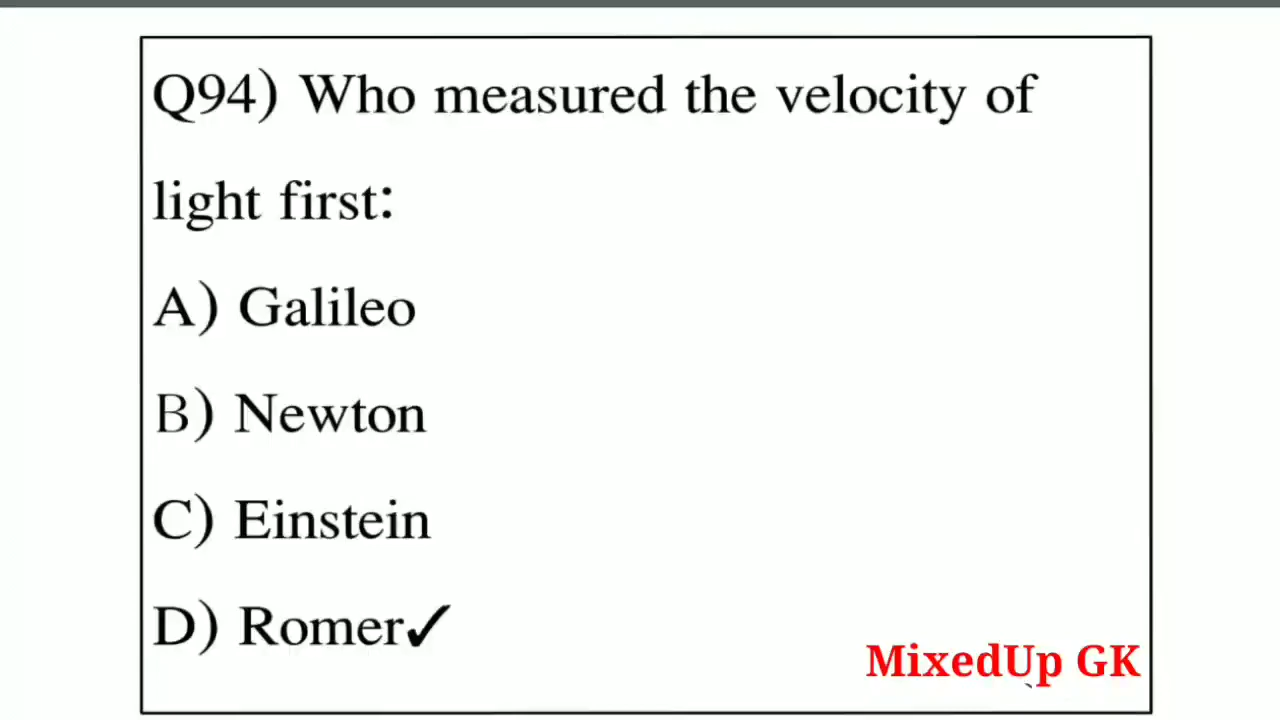 Q94) Who measured the velocity of
light first:
A) Galileo
B) Newton
C) Einstein
D) Romer✓
MixedUp GK